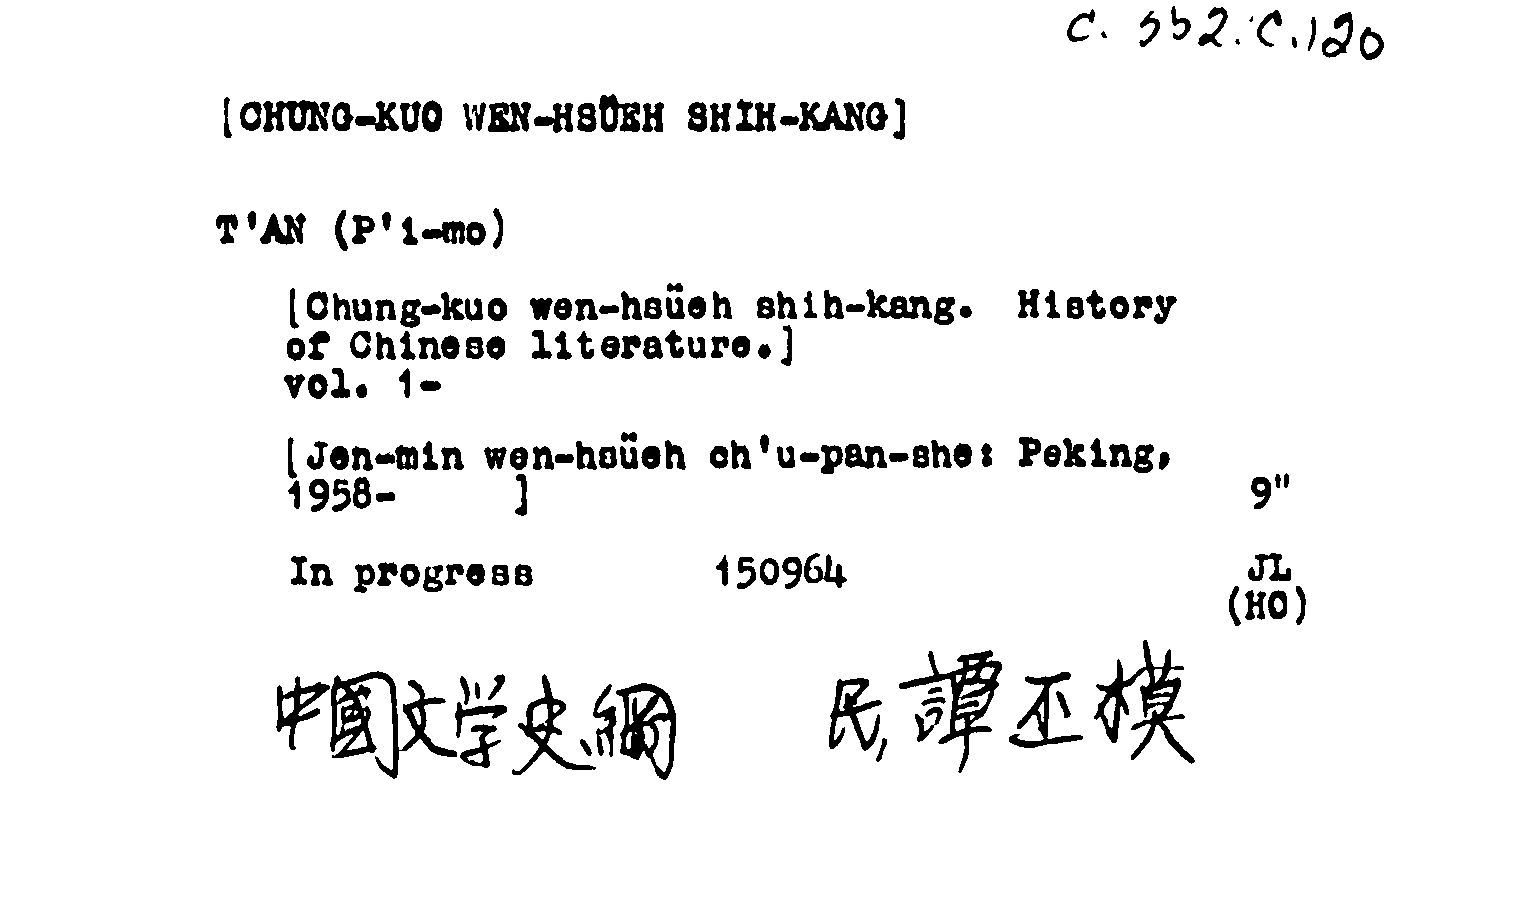 [CHUNG-KUO WEN-HSÜEH SHIH-KANG]
T'AN (P'i-mo)
[Chung-kuo wen-hsüeh shih-kang. History
of Chinese literature.]
vol. 1-
[Jen-min wen-hsüeh ch'u-pan-she: Peking,
1958- ] 9"
In progress 150964 JL
(HO)
中國文学史綱 民, 譚丕模